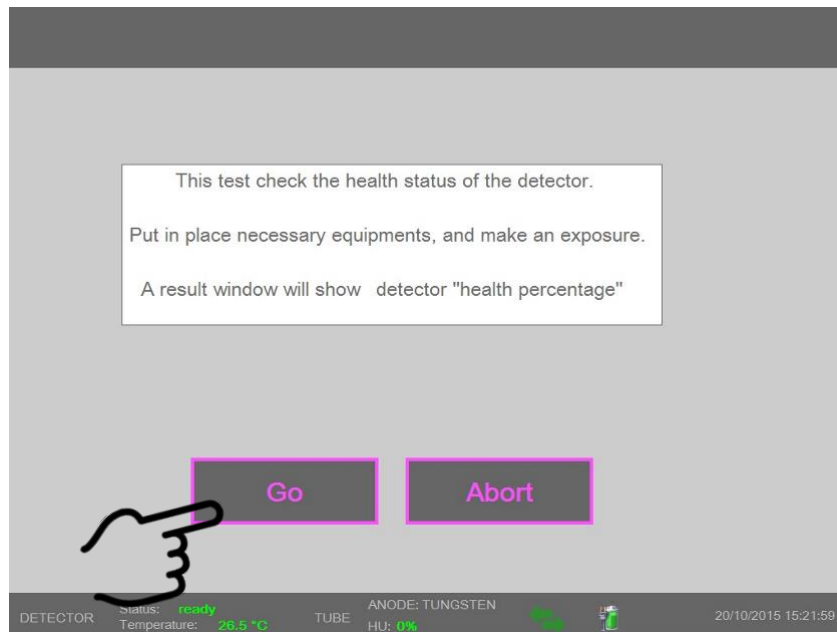 This test check the health status of the detector.
Put in place necessary equipments, and make an exposure.
A result window will show detector "health percentage"
Go Abort
DETECTOR Status: ready TUBE ANODE: TUNGSTEN 20/10/2015 15:21:59
Temperature: 26.5 °C HU: 0%